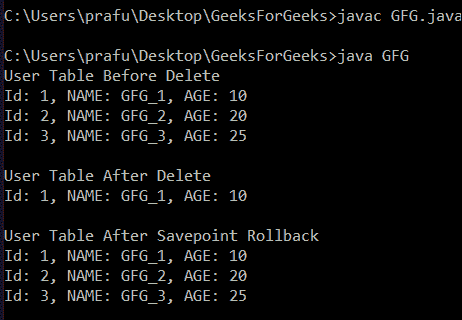 C:\Users\prafu\Desktop\GeeksForGeeks>javac GFG.java
C:\Users\prafu\Desktop\GeeksForGeeks>java GFG
User Table Before Delete
Id: 1, NAME: GFG_1, AGE: 10
Id: 2, NAME: GFG_2, AGE: 20
Id: 3, NAME: GFG_3, AGE: 25
User Table After Delete
Id: 1, NAME: GFG_1, AGE: 10
User Table After Savepoint Rollback
Id: 1, NAME: GFG_1, AGE: 10
Id: 2, NAME: GFG_2, AGE: 20
Id: 3, NAME: GFG_3, AGE: 25